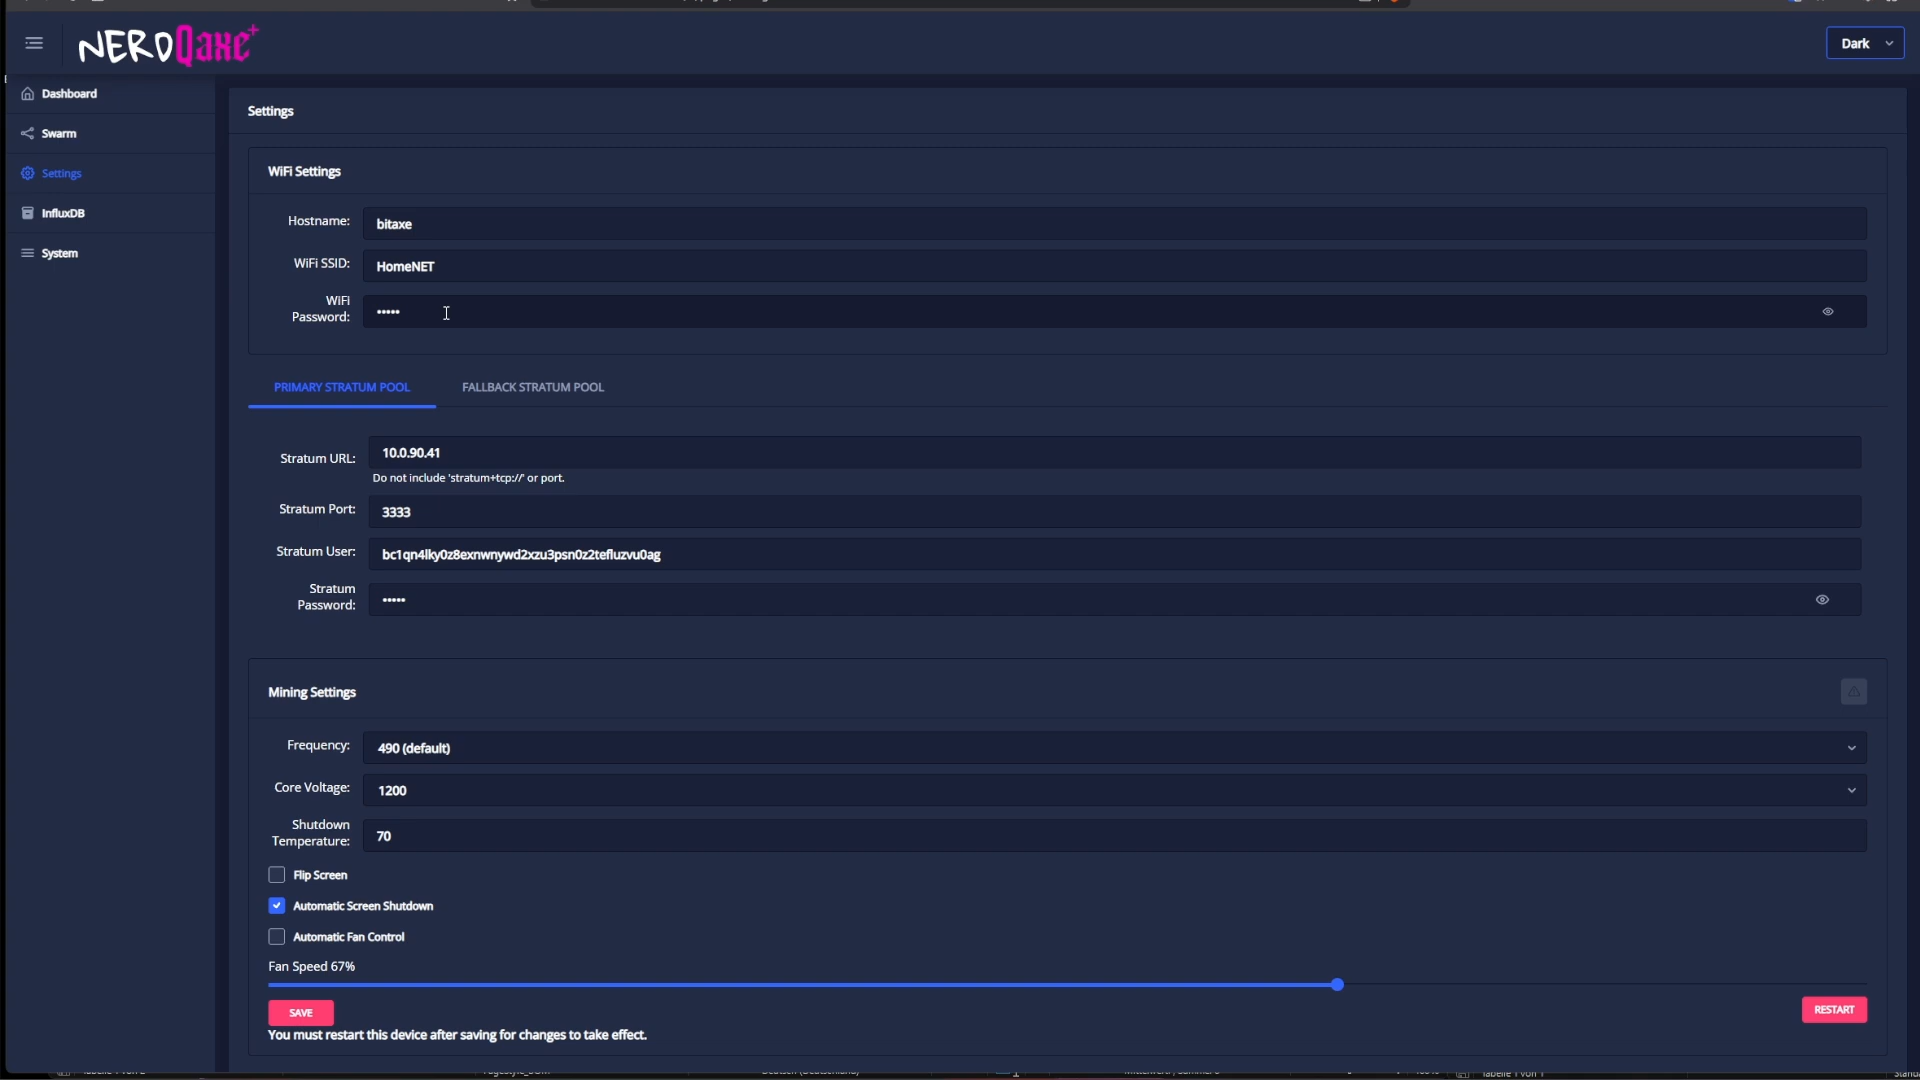 NERDQaxe+
Dark
Dashboard
Swarm
Settings
InfluxDB
System
Settings
WiFi Settings
Hostname:
bitaxe
WiFi SSID:
HomeNET
WiFi
Password:
•••••
PRIMARY STRATUM POOL
FALLBACK STRATUM POOL
Stratum URL:
10.0.90.41
Do not include 'stratum+tcp://' or port.
Stratum Port:
3333
Stratum User:
bc1qn4lky0z8exnwnywd2xzu3psn0z2tefluzvu0ag
Stratum
Password:
•••••
Mining Settings
Frequency:
490 (default)
Core Voltage:
1200
Shutdown
Temperature:
70
Flip Screen
Automatic Screen Shutdown
Automatic Fan Control
Fan Speed 67%
SAVE
RESTART
You must restart this device after saving for changes to take effect.